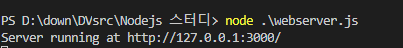 PS D:\down\DVsrc\Nodejs 스터디> node .\webserver.js
Server running at http://127.0.0.1:3000/